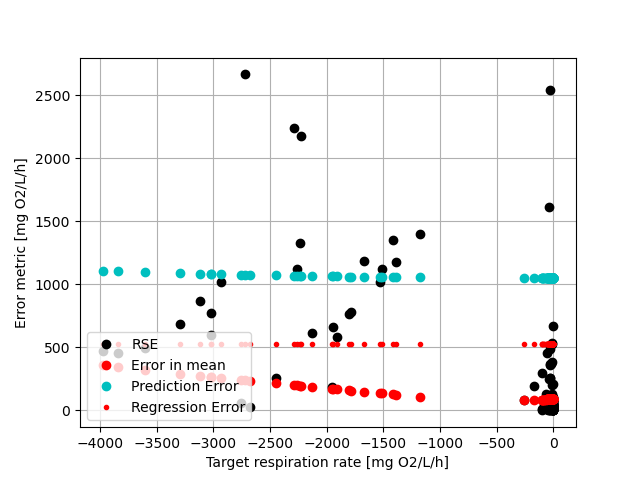 2500
2000
1500
1000
500
0
Error metric [mg O2/L/h]
RSE
Error in mean
Prediction Error
Regression Error
−4000 −3500 −3000 −2500 −2000 −1500 −1000 −500 0
Target respiration rate [mg O2/L/h]